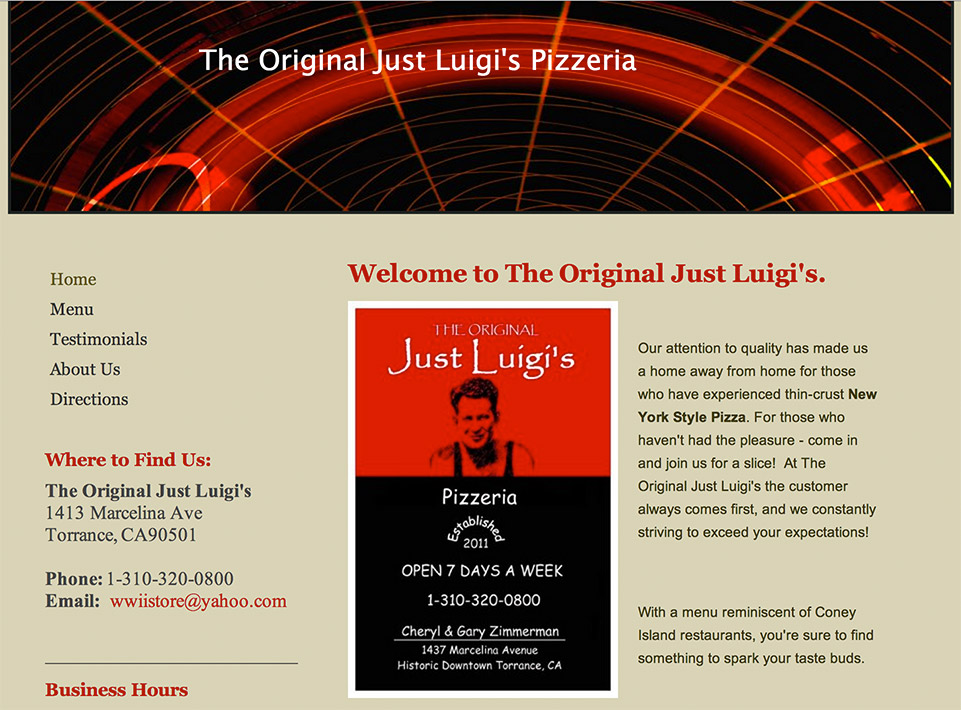 The Original Just Luigi's Pizzeria
Home
Menu
Testimonials
About Us
Directions
Where to Find Us:
The Original Just Luigi's
1413 Marcelina Ave
Torrance, CA90501
Phone: 1-310-320-0800
Email: wwiistore@yahoo.com
Business Hours
Welcome to The Original Just Luigi's.
THE ORIGINAL
Just Luigi's
Pizzeria
Established
2011
OPEN 7 DAYS A WEEK
1-310-320-0800
Cheryl & Gary Zimmerman
1437 Marcelina Avenue
Historic Downtown Torrance, CA
Our attention to quality has made us
a home away from home for those
who have experienced thin-crust New
York Style Pizza. For those who
haven't had the pleasure - come in
and join us for a slice! At The
Original Just Luigi's the customer
always comes first, and we constantly
striving to exceed your expectations!
With a menu reminiscent of Coney
Island restaurants, you're sure to find
something to spark your taste buds.